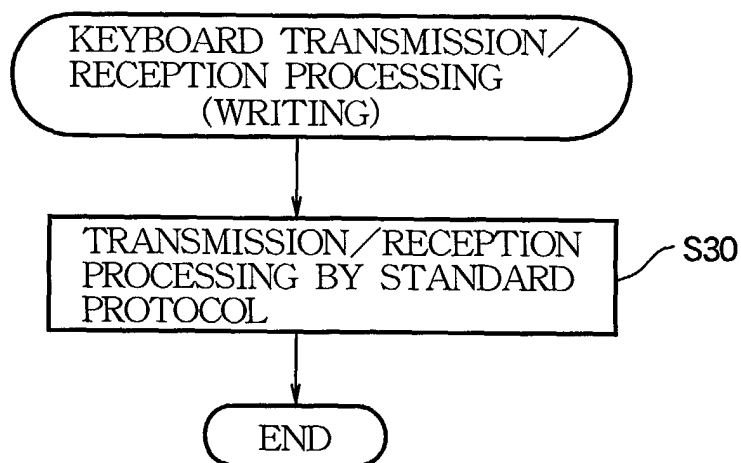 KEYBOARD TRANSMISSION／
RECEPTION PROCESSING
(WRITING)
TRANSMISSION／RECEPTION
PROCESSING BY STANDARD
PROTOCOL
S30
END